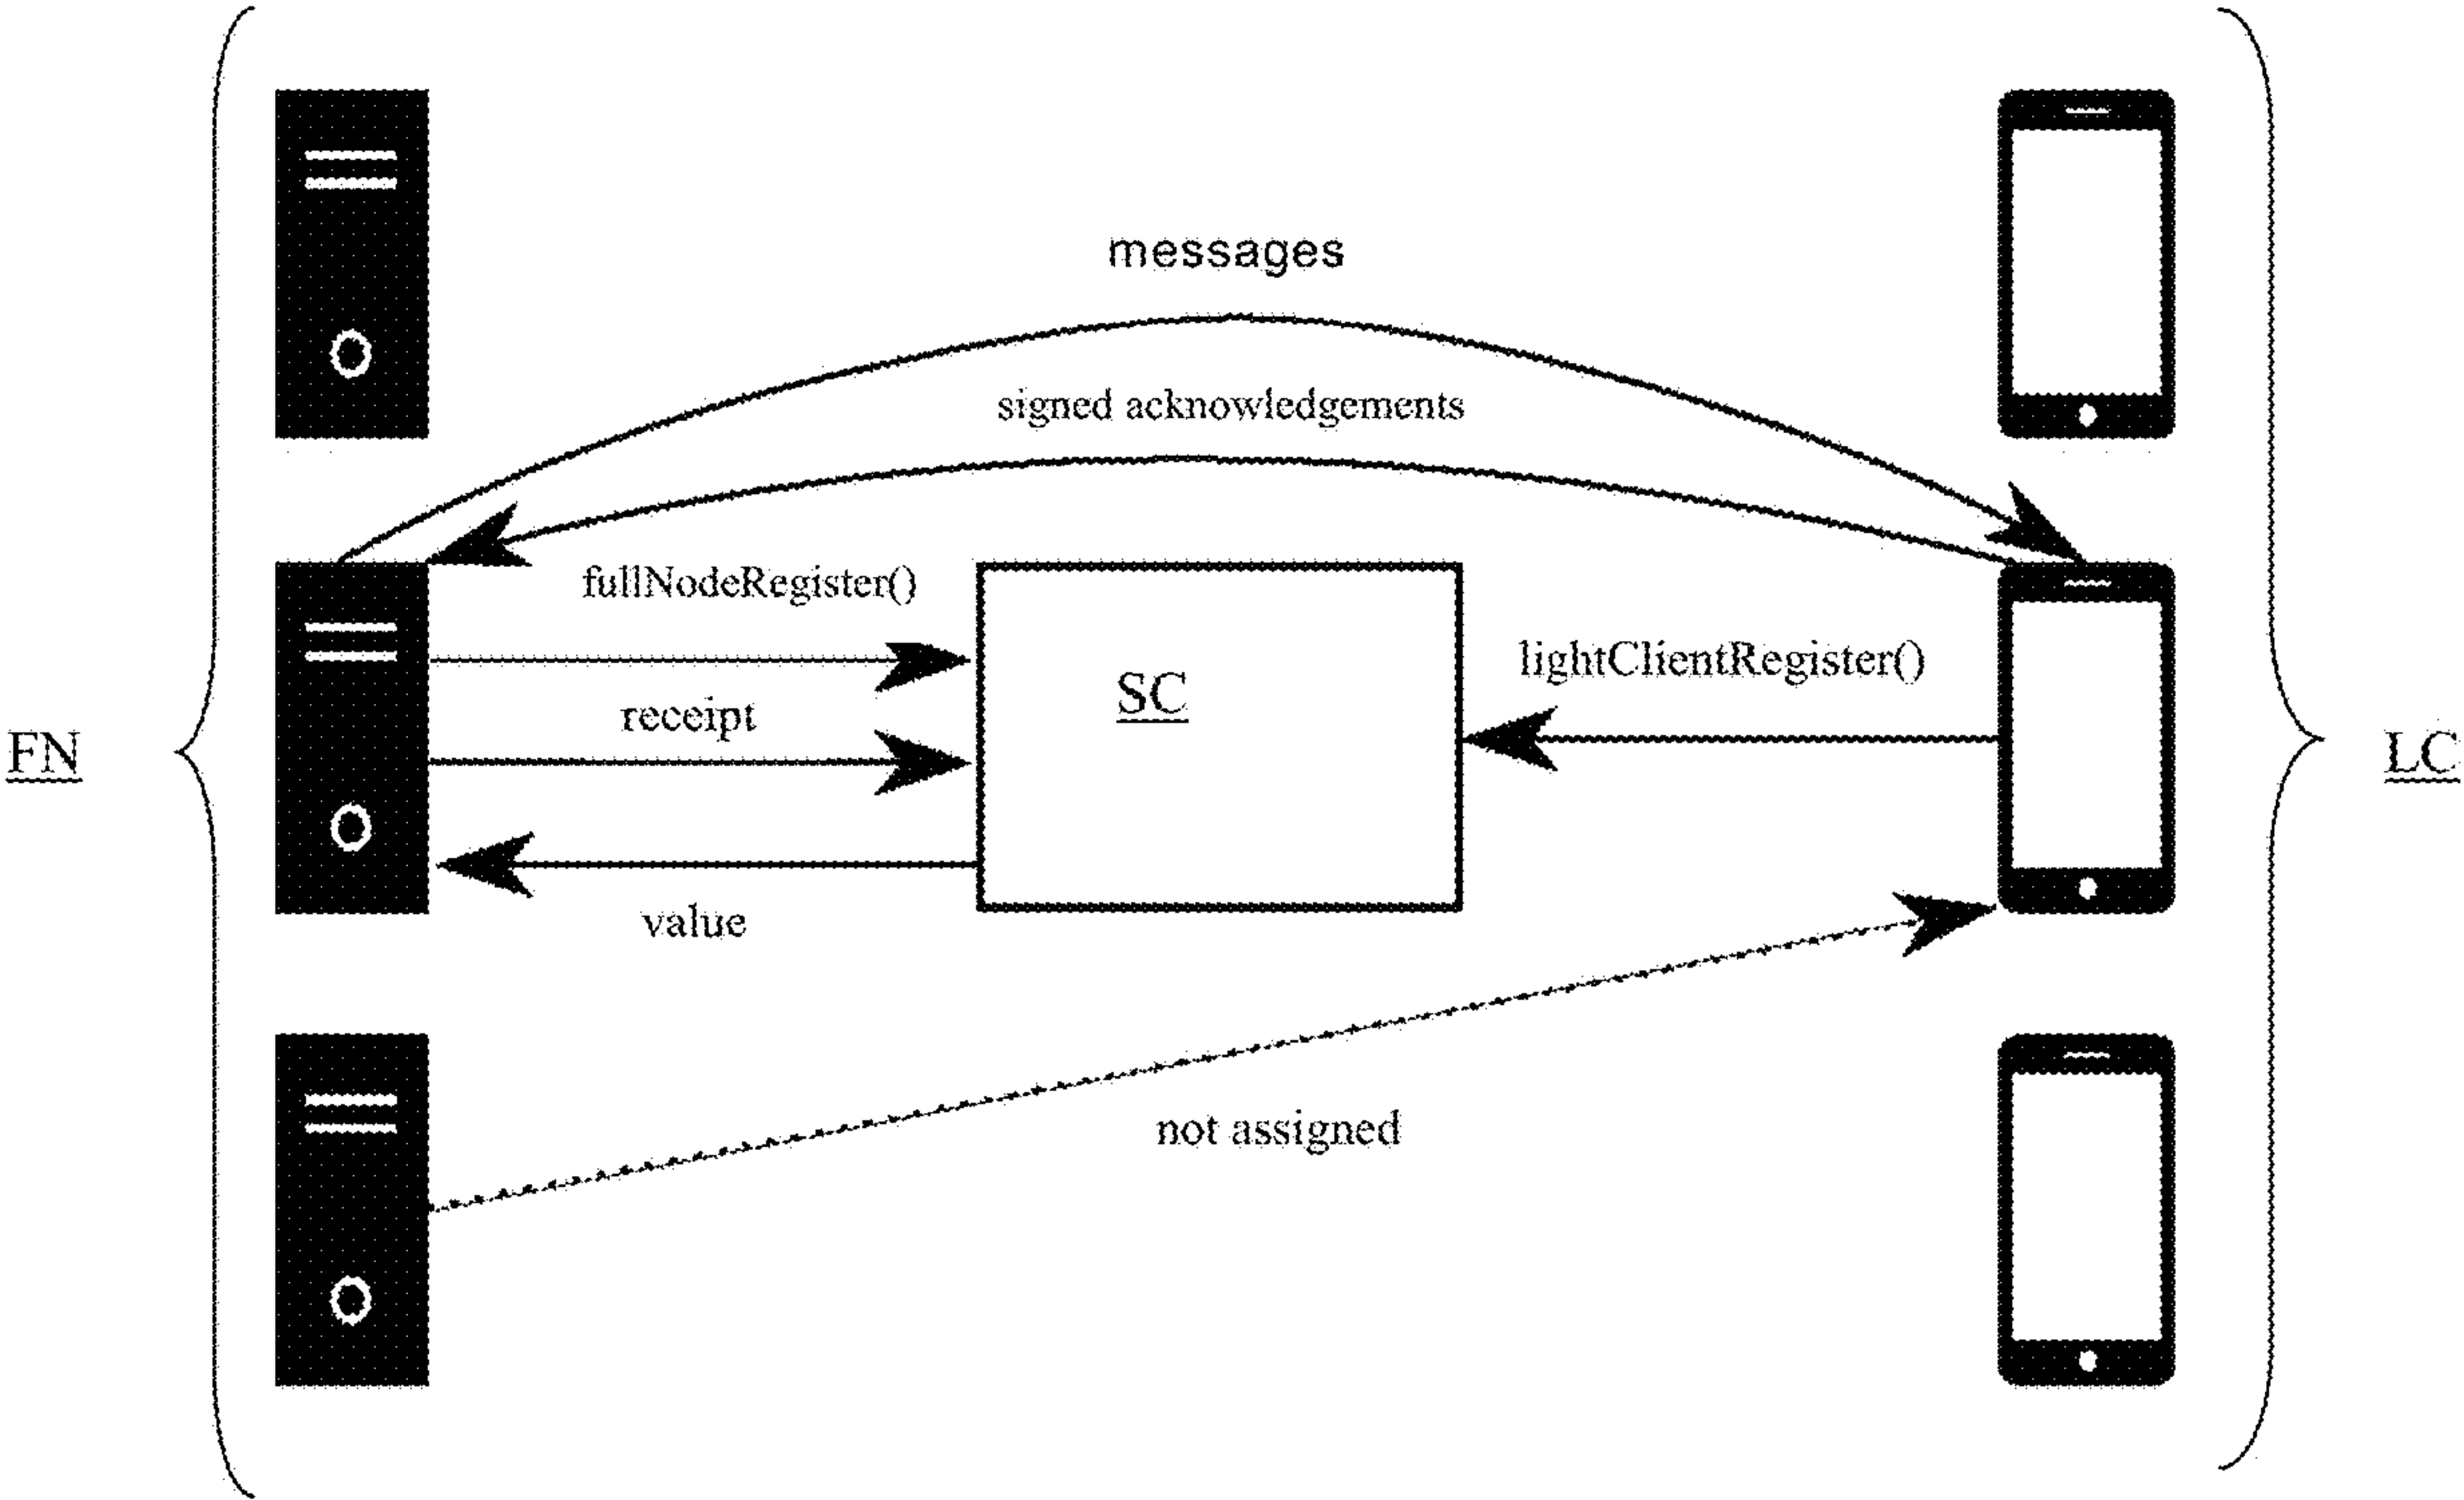 messages
signed acknowledgements
fullNodeRegister()
lightClientRegister()
SC
receipt
FN
LC
value
not assigned